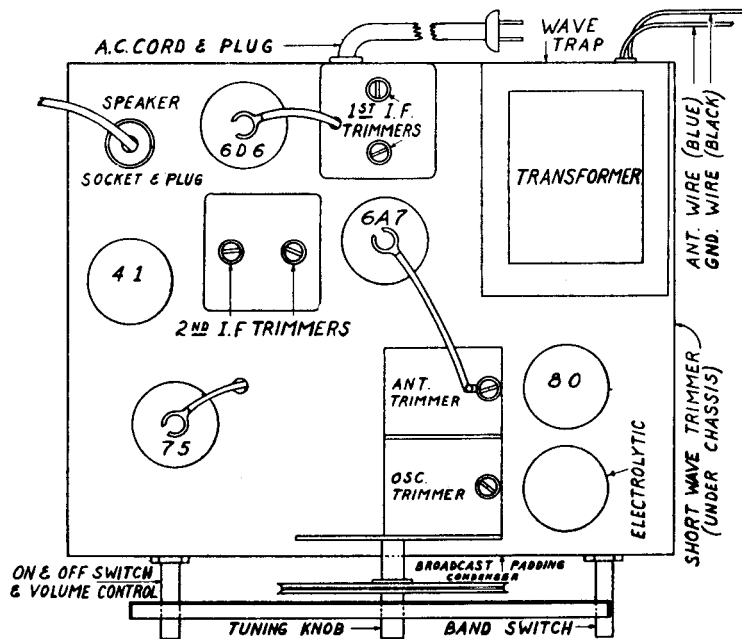 A.C. CORD & PLUG
WAVE
TRAP
SPEAKER
SOCKET & PLUG
6D6
1ST I.F.
TRIMMERS
TRANSFORMER
ANT. WIRE (BLUE)
GND. WIRE (BLACK)
6A7
41
2ND I.F TRIMMERS
ANT.
TRIMMER
80
75
OSC.
TRIMMER
ELECTROLYTIC
SHORT WAVE TRIMMER
(UNDER CHASSIS)
ON & OFF SWITCH
& VOLUME CONTROL
BROADCAST PADDING
CONDENSER
TUNING KNOB
BAND SWITCH